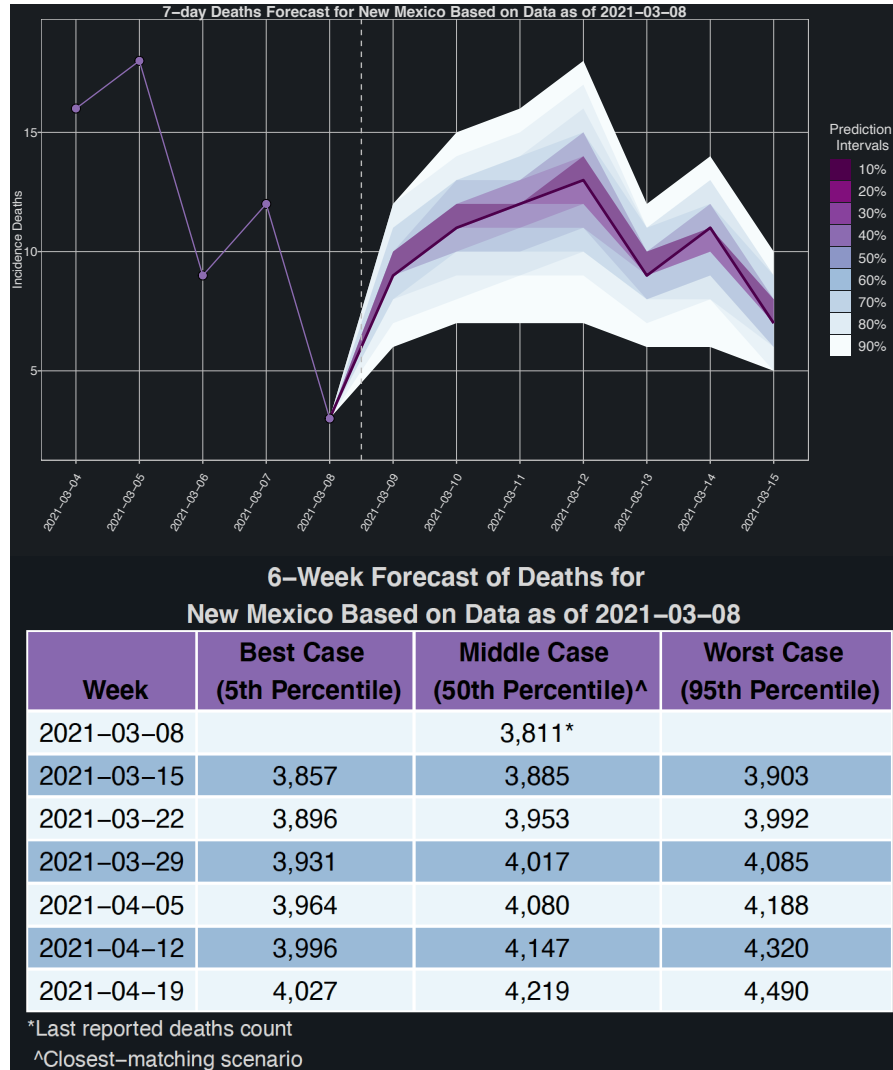 7–day Deaths Forecast for New Mexico Based on Data as of 2021–03–08
Incidence Deaths
15
10
5
2021–03–04
2021–03–05
2021–03–06
2021–03–07
2021–03–08
2021–03–09
2021–03–10
2021–03–11
2021–03–12
2021–03–13
2021–03–14
2021–03–15
Prediction
Intervals
10%
20%
30%
40%
50%
60%
70%
80%
90%
6–Week Forecast of Deaths for
New Mexico Based on Data as of 2021–03–08
Week Best Case (5th Percentile) Middle Case (50th Percentile)^ Worst Case (95th Percentile)
2021–03–08 3,811*
2021–03–15 3,857 3,885 3,903
2021–03–22 3,896 3,953 3,992
2021–03–29 3,931 4,017 4,085
2021–04–05 3,964 4,080 4,188
2021–04–12 3,996 4,147 4,320
2021–04–19 4,027 4,219 4,490
*Last reported deaths count
^Closest–matching scenario